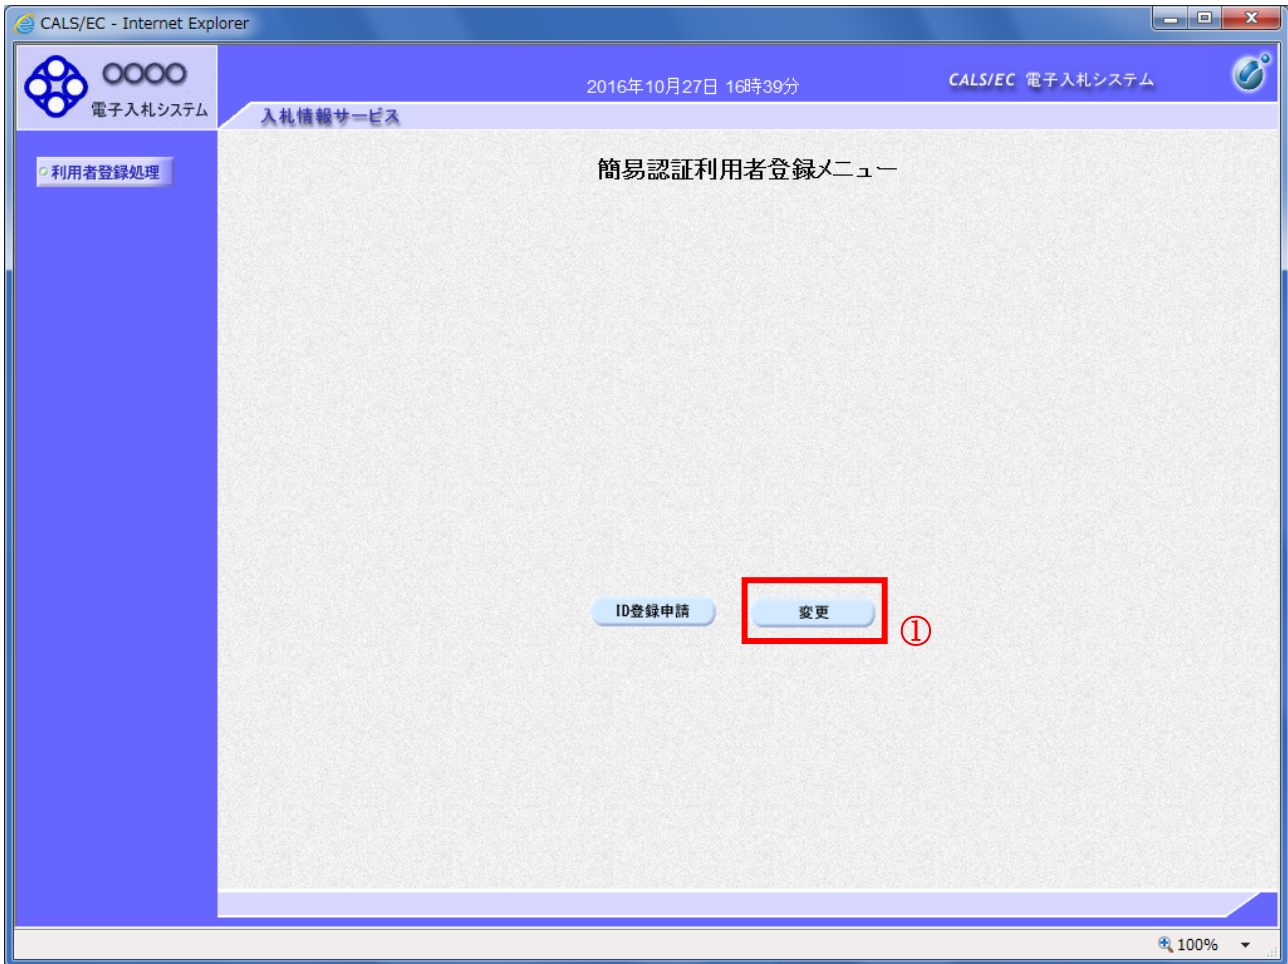 CALS/EC - Internet Explorer
○○○○
電子入札システム
2016年10月27日 16時39分
CALS/EC 電子入札システム
入札情報サービス
利用者登録処理
簡易認証利用者登録メニュー
ID登録申請
変更
①
100%